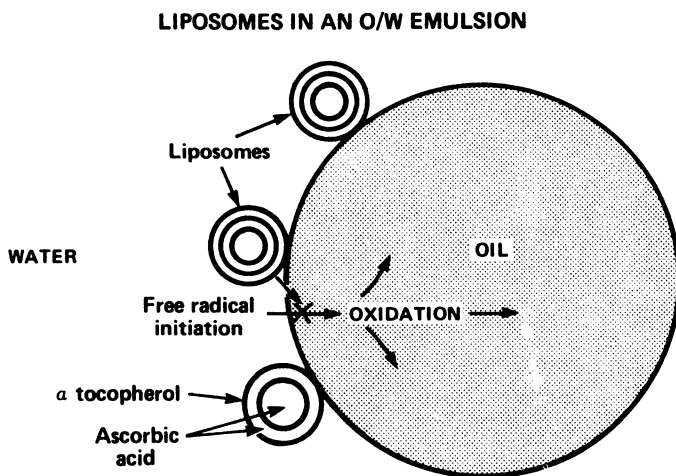 LIPOSOMES IN AN O/W EMULSION
Liposomes
WATER
OIL
Free radical
initiation
OXIDATION
α tocopherol
Ascorbic
acid